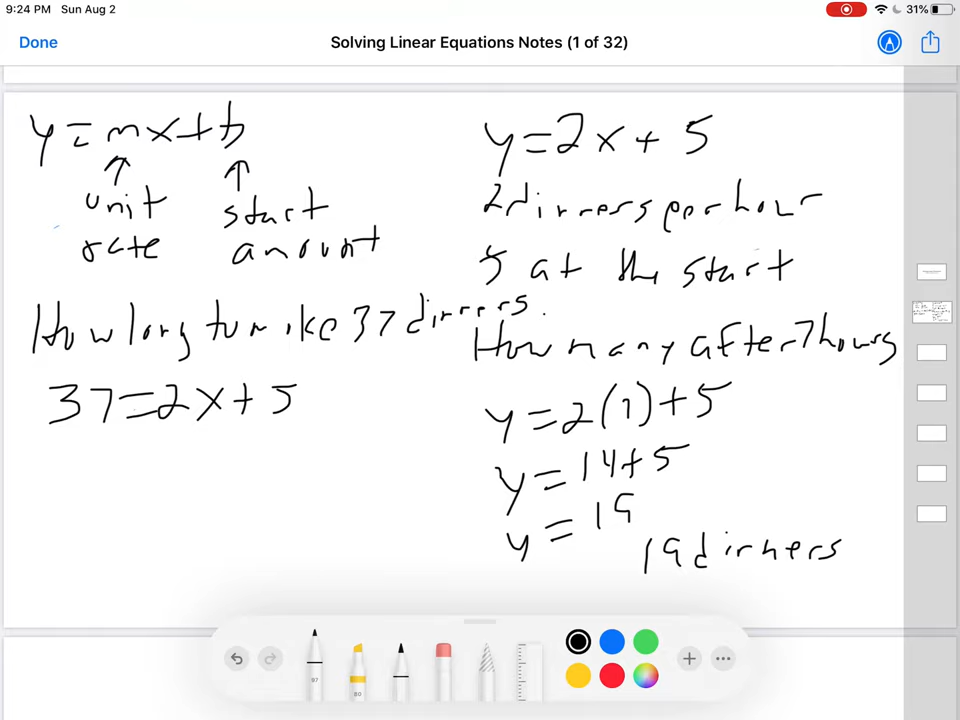 9:24 PM Sun Aug 2
31%
Done
Solving Linear Equations Notes (1 of 32)
y=mx+b
unit
rate
start
amount
How long to make 37 dinners.
37=2x+5
y=2x+5
2 dinners per hour
5 at the start
How many after 7 hours
y=2(7)+5
y=14+5
y=19
19 dinners
97
80